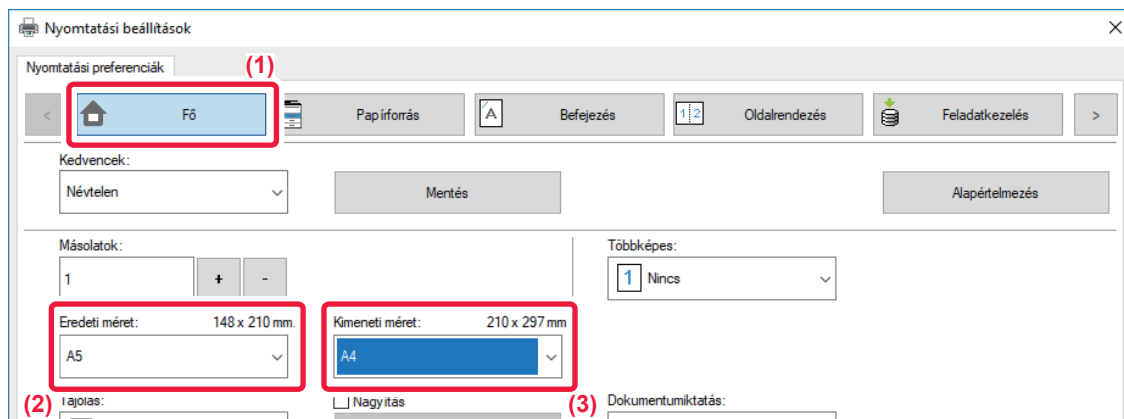 Nyomtatási beállítások
Nyomtatási preferenciák
(1)
< Fő Papírforrás Befejezés Oldalrendezés Feladatkezelés >
Kedvencek:
Névtelen Mentés Alapértelmezés
Másolatok: Többképes:
1 + - 1 Nincs
Eredeti méret: 148 x 210 mm. Kimeneti méret: 210 x 297 mm
A5 A4
(2) Tájolás: Nagyítás (3) Dokumentumiktatás: